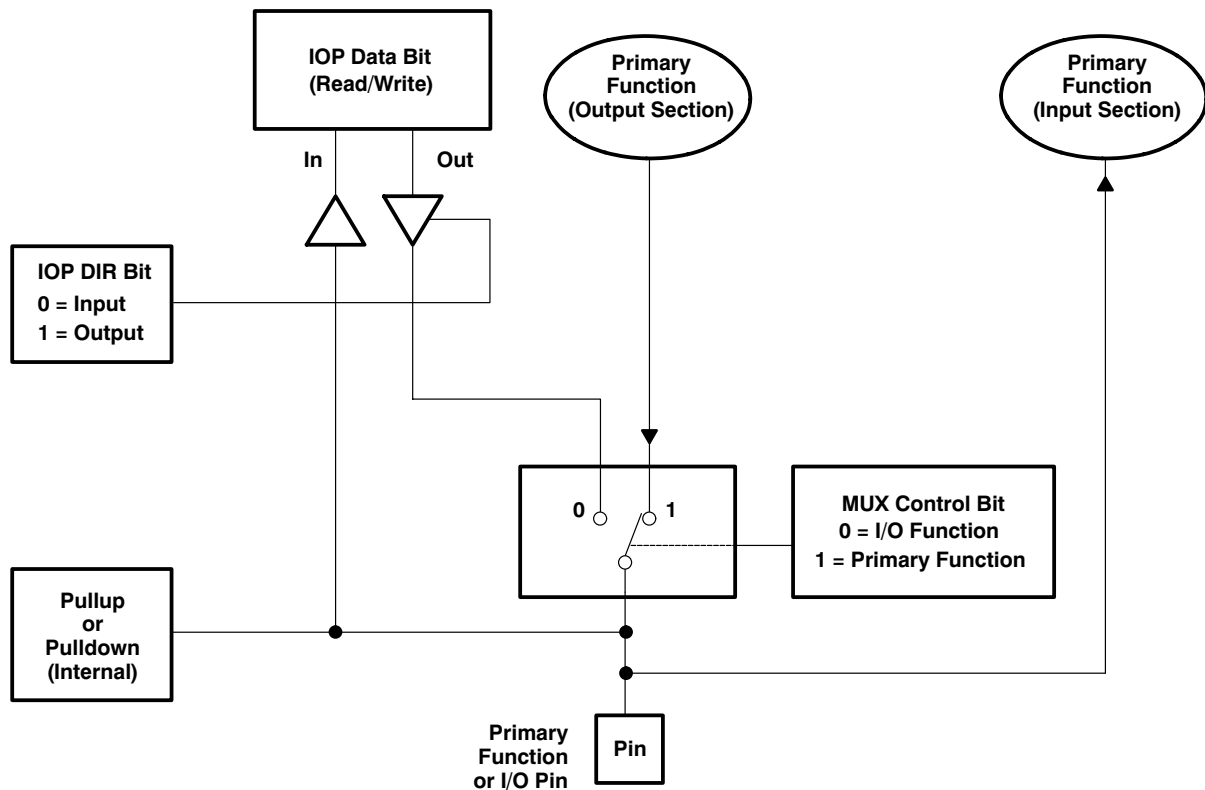 IOP Data Bit
(Read/Write)
Primary
Function
(Output Section)
Primary
Function
(Input Section)
In
Out
IOP DIR Bit
0 = Input
1 = Output
0
1
MUX Control Bit
0 = I/O Function
1 = Primary Function
Pullup
or
Pulldown
(Internal)
Primary
Function
or I/O Pin
Pin